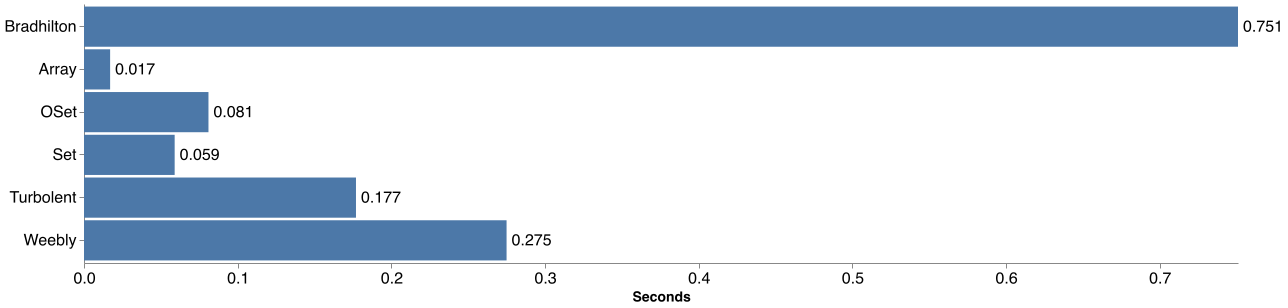 Bradhilton 0.751
Array 0.017
OSet 0.081
Set 0.059
Turbolent 0.177
Weebly 0.275
0.0 0.1 0.2 0.3 0.4 0.5 0.6 0.7
Seconds